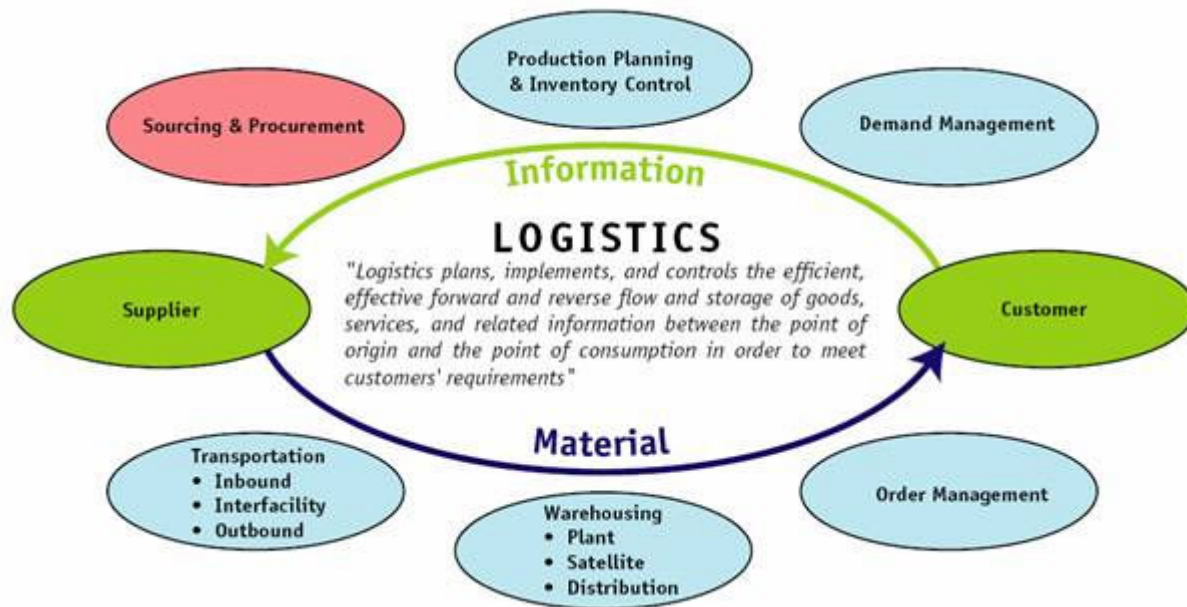 Production Planning
& Inventory Control
Sourcing & Procurement
Demand Management
Information
LOGISTICS
"Logistics plans, implements, and controls the efficient,
effective forward and reverse flow and storage of goods,
services, and related information between the point of
origin and the point of consumption in order to meet
customers' requirements"
Supplier
Customer
Material
Transportation
• Inbound
• Interfacility
• Outbound
Warehousing
• Plant
• Satellite
• Distribution
Order Management